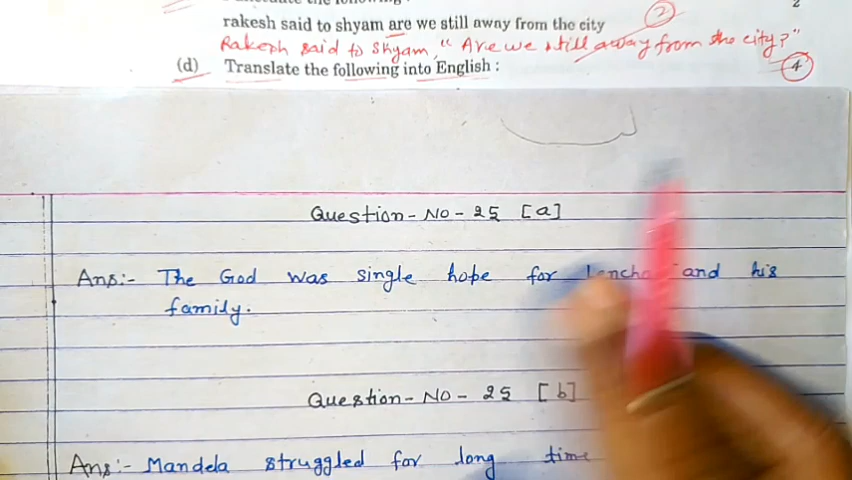 2
rakesh said to shyam are we still away from the city
2
Rakesh said to Shyam "Are we still away from the city?"
(d) Translate the following into English :
4
Question-No-25 [a]
Ans:- The God was single hope for and his
family.
Question-No-25 [b]
Ans:- Mandela struggled for long time